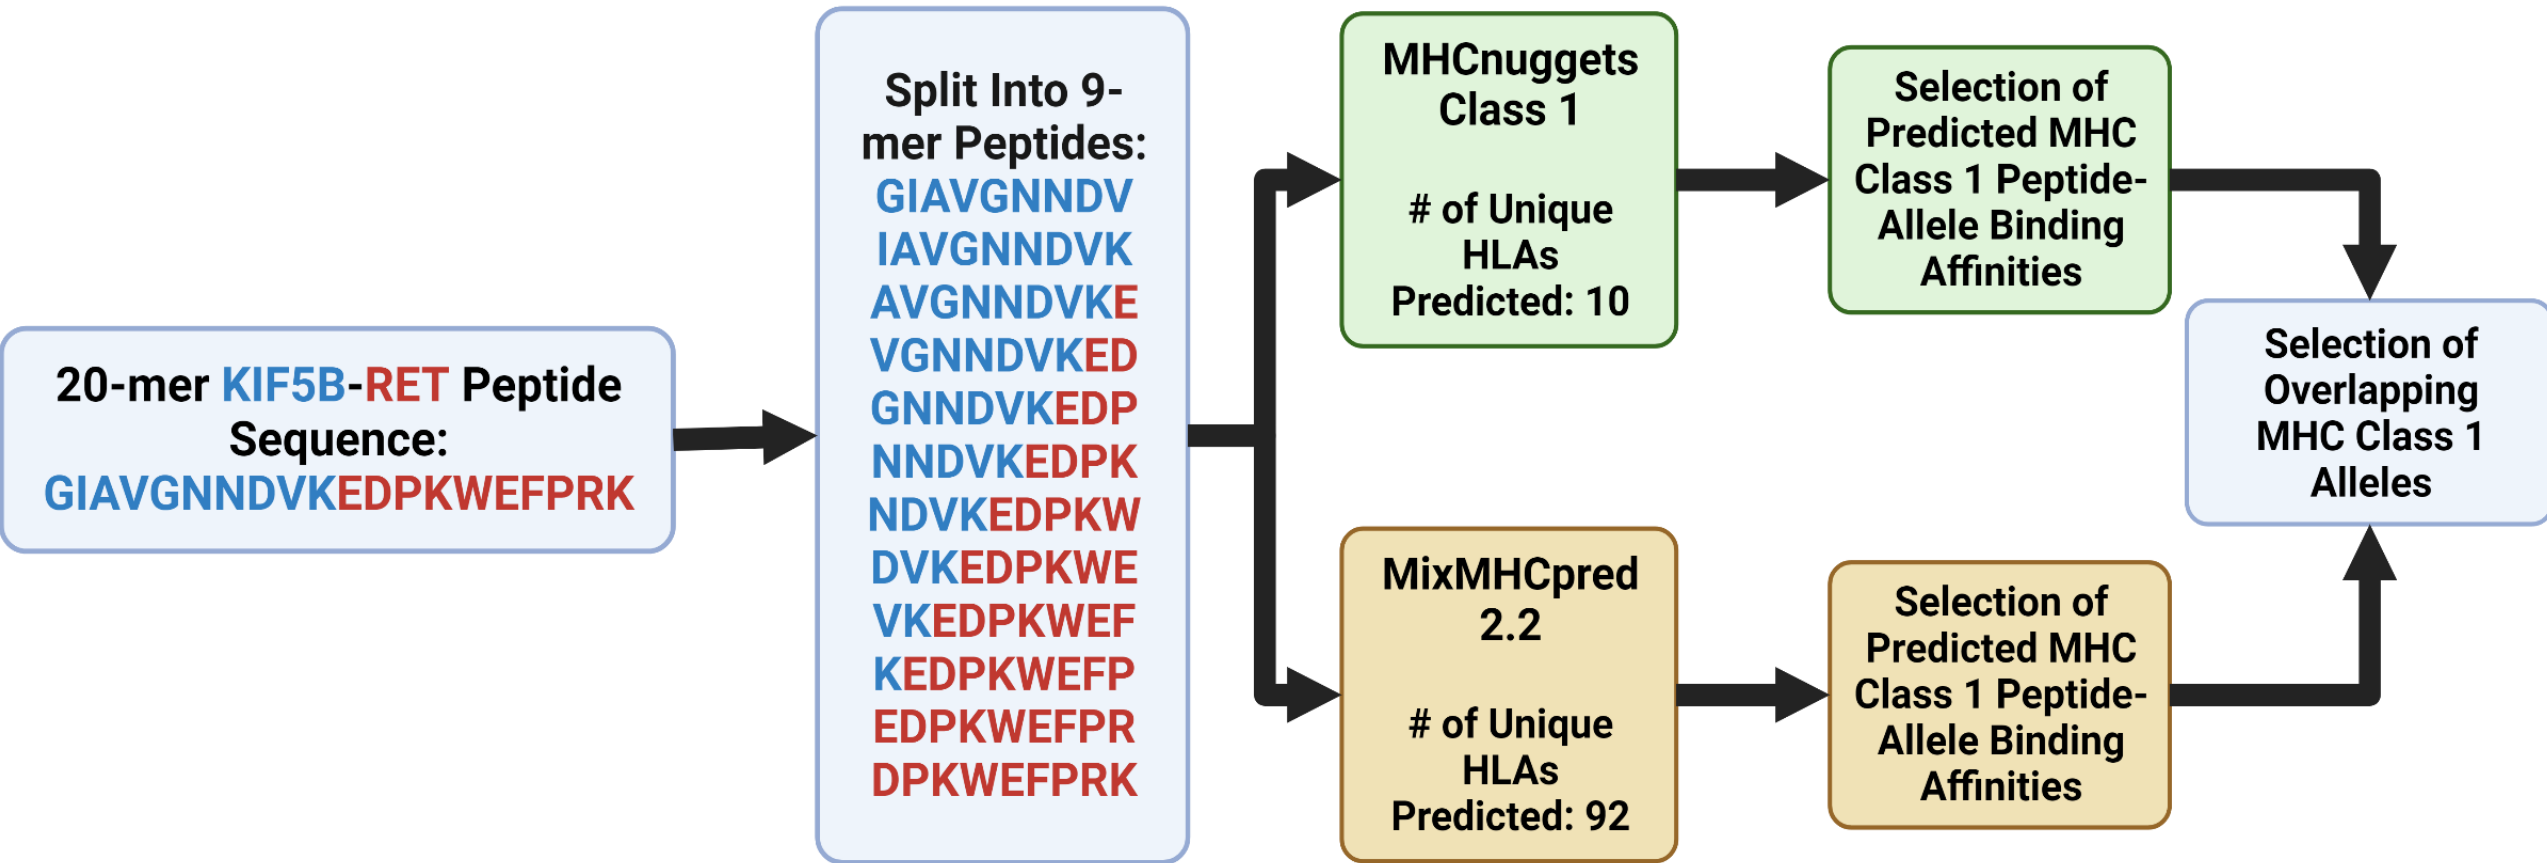 20-mer KIF5B-RET Peptide
Sequence:
GIAVGNNDVKEDPKWEFPRK
Split Into 9-
mer Peptides:
GIAVGNNDV
IAVGNNDVK
AVGNNDVKE
VGNNDVKED
GNNDVKEDP
NNDVKEDPK
NDVKEDPKW
DVKEDPKWE
VKEDPKWEF
KEDPKWEFP
EDPKWEFPR
DPKWEFPRK
MHCnuggets
Class 1
# of Unique
HLAs
Predicted: 10
Selection of
Predicted MHC
Class 1 Peptide-
Allele Binding
Affinities
MixMHCpred
2.2
# of Unique
HLAs
Predicted: 92
Selection of
Predicted MHC
Class 1 Peptide-
Allele Binding
Affinities
Selection of
Overlapping
MHC Class 1
Alleles